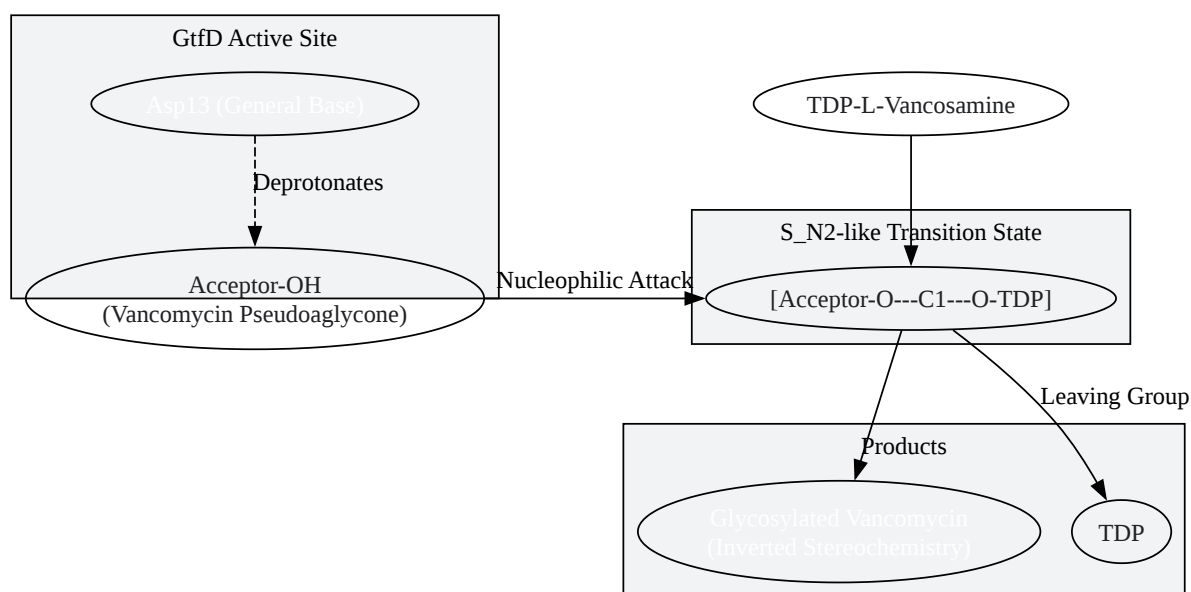 GtfD Active Site
Asp13 (General Base)
Deprotonates
Acceptor-OH
(Vancomycin Pseudoaglycone)
Nucleophilic Attack
TDP-L-Vancosamine
S_N2-like Transition State
[Acceptor-O---C1---O-TDP]
Leaving Group
Products
Glycosylated Vancomycin
(Inverted Stereochemistry)
TDP